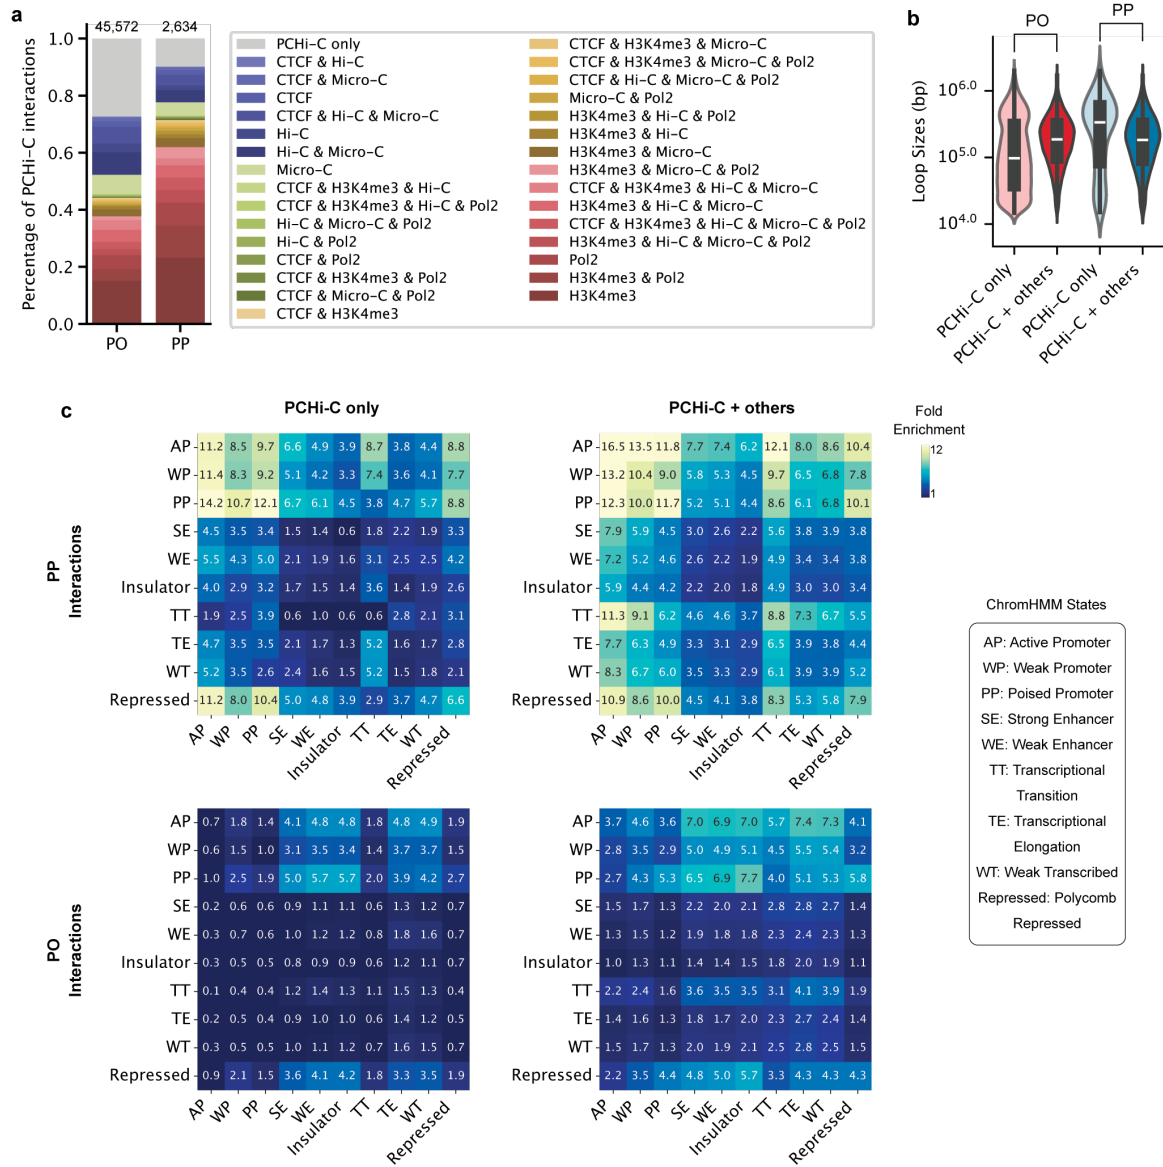 a
45,572 2,634
Percentage of PCHi-C interactions
1.0
0.8
0.6
0.4
0.2
0.0
PO PP
PCHi-C only
CTCF & Hi-C
CTCF & Micro-C
CTCF
CTCF & Hi-C & Micro-C
Hi-C
Hi-C & Micro-C
Micro-C
CTCF & H3K4me3 & Hi-C
CTCF & H3K4me3 & Hi-C & Pol2
Hi-C & Micro-C & Pol2
Hi-C & Pol2
CTCF & Pol2
CTCF & H3K4me3 & Pol2
CTCF & Micro-C & Pol2
CTCF & H3K4me3
CTCF & H3K4me3 & Micro-C
CTCF & H3K4me3 & Micro-C & Pol2
CTCF & Hi-C & Micro-C & Pol2
Micro-C & Pol2
H3K4me3 & Hi-C & Pol2
H3K4me3 & Hi-C
H3K4me3 & Micro-C
H3K4me3 & Micro-C & Pol2
CTCF & H3K4me3 & Hi-C & Micro-C
H3K4me3 & Hi-C & Micro-C
CTCF & H3K4me3 & Hi-C & Micro-C & Pol2
H3K4me3 & Hi-C & Micro-C & Pol2
Pol2
H3K4me3 & Pol2
H3K4me3
b
PO PP
Loop Sizes (bp)
10^6.0
10^5.0
10^4.0
PCHi-C only
PCHi-C + others
PCHi-C only
PCHi-C + others
c
PCHi-C only
PP
Interactions
AP 11.2 8.5 9.7 6.6 4.9 3.9 8.7 3.8 4.4 8.8
WP 11.4 8.3 9.2 5.1 4.2 3.3 7.4 3.6 4.1 7.7
PP 14.2 10.7 12.1 6.7 6.1 4.5 3.8 4.7 5.7 8.8
SE 4.5 3.5 3.4 1.5 1.4 0.6 1.8 2.2 1.9 3.3
WE 5.5 4.3 5.0 2.1 1.9 1.6 3.1 2.5 2.5 4.2
Insulator 4.0 2.9 3.2 1.7 1.5 1.4 3.6 1.4 1.9 2.6
TT 1.9 2.5 3.9 0.6 1.0 0.6 0.6 2.8 2.1 3.1
TE 4.7 3.5 3.5 2.1 1.7 1.3 5.2 1.6 1.7 2.8
WT 5.2 3.5 2.6 2.4 1.6 1.5 5.2 1.5 1.8 2.1
Repressed 11.2 8.0 10.4 5.0 4.8 3.9 2.9 3.7 4.7 6.6
AP WP PP SE WE Insulator TT TE WT Repressed
PCHi-C + others
AP 16.5 13.5 11.8 7.7 7.4 6.2 12.1 8.0 8.6 10.4
WP 13.2 10.4 9.0 5.8 5.3 4.5 9.7 6.5 6.8 7.8
PP 12.3 10.0 11.7 5.2 5.1 4.4 8.6 6.1 6.8 10.1
SE 7.9 5.9 4.5 3.0 2.6 2.2 5.6 3.8 3.9 3.8
WE 7.2 5.2 4.6 2.6 2.2 1.9 4.9 3.4 3.4 3.8
Insulator 5.9 4.4 4.2 2.2 2.0 1.8 4.9 3.0 3.0 3.4
TT 11.3 9.1 6.2 4.6 4.6 3.7 8.8 7.3 6.7 5.5
TE 7.7 6.3 4.9 3.3 3.1 2.9 6.5 3.9 3.8 4.4
WT 8.3 6.7 6.0 3.5 3.3 2.9 6.1 3.9 3.9 5.2
Repressed 10.9 8.6 10.0 4.5 4.1 3.8 8.3 5.3 5.8 7.9
AP WP PP SE WE Insulator TT TE WT Repressed
Fold
Enrichment
12
1
PO
Interactions
AP 0.7 1.8 1.4 4.1 4.8 4.8 1.8 4.8 4.9 1.9
WP 0.6 1.5 1.0 3.1 3.5 3.4 1.4 3.7 3.7 1.5
PP 1.0 2.5 1.9 5.0 5.7 5.7 2.0 3.9 4.2 2.7
SE 0.2 0.6 0.6 0.9 1.1 1.1 0.6 1.3 1.2 0.7
WE 0.3 0.7 0.6 1.0 1.2 1.2 0.8 1.8 1.6 0.7
Insulator 0.3 0.5 0.5 0.8 0.9 0.9 0.6 1.2 1.1 0.7
TT 0.1 0.4 0.4 1.2 1.4 1.3 1.1 1.5 1.3 0.4
TE 0.2 0.5 0.4 0.9 1.0 1.0 0.6 1.4 1.2 0.5
WT 0.3 0.5 0.5 1.0 1.1 1.2 0.7 1.6 1.5 0.7
Repressed 0.9 2.1 1.5 3.6 4.1 4.2 1.8 3.3 3.5 1.9
AP WP PP SE WE Insulator TT TE WT Repressed
AP 3.7 4.6 3.6 7.0 6.9 7.0 5.7 7.4 7.3 4.1
WP 2.8 3.5 2.9 5.0 4.9 5.1 4.5 5.5 5.4 3.2
PP 2.7 4.3 5.3 6.5 6.9 7.7 4.0 5.1 5.3 5.8
SE 1.5 1.7 1.3 2.2 2.0 2.1 2.8 2.8 2.7 1.4
WE 1.3 1.5 1.2 1.9 1.8 1.8 2.3 2.4 2.3 1.3
Insulator 1.0 1.3 1.1 1.4 1.4 1.5 1.8 2.0 1.9 1.1
TT 2.2 2.4 1.6 3.6 3.5 3.5 3.1 4.1 3.9 1.9
TE 1.4 1.6 1.3 1.8 1.7 2.0 2.3 2.7 2.4 1.4
WT 1.5 1.7 1.3 2.0 1.9 2.1 2.5 2.8 2.5 1.5
Repressed 2.2 3.5 4.4 4.8 5.0 5.7 3.3 4.3 4.3 4.3
AP WP PP SE WE Insulator TT TE WT Repressed
ChromHMM States
AP: Active Promoter
WP: Weak Promoter
PP: Poised Promoter
SE: Strong Enhancer
WE: Weak Enhancer
TT: Transcriptional
Transition
TE: Transcriptional
Elongation
WT: Weak Transcribed
Repressed: Polycomb
Repressed